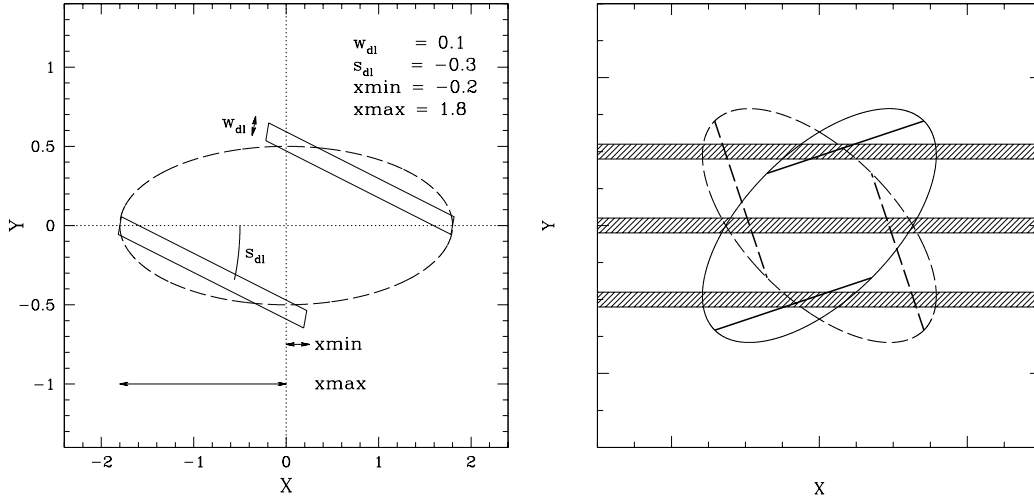 w_dl = 0.1
s_dl = −0.3
xmin = −0.2
xmax = 1.8
1
0.5
0
−0.5
−1
Y
w_dl
s_dl
xmin
xmax
−2
−1
0
1
2
X
Y
X